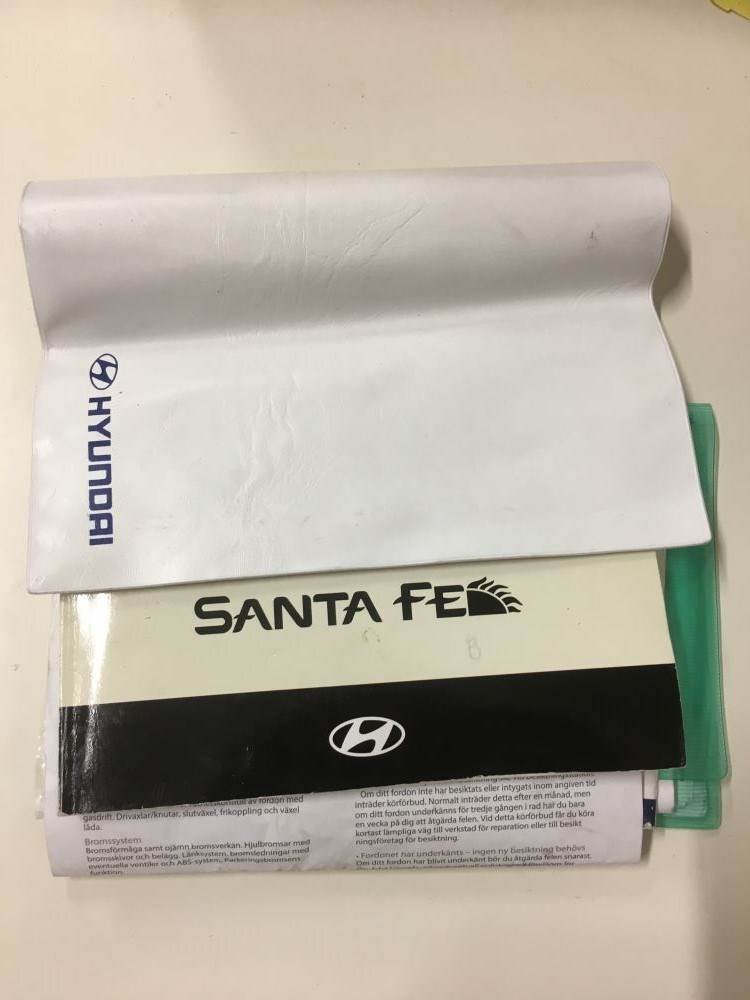 HYUNDAI
SANTA FE
B
gasdrift. Drivaxlar/knutar, slutväxel, frikoppling och växel
låda.
Bromssystem
Bromsförmåga samt ojämn bromsverkan. Hjulbromsar med
bromsskivor och belägg. Länksystem, bromsledningar med
eventuella ventiler och ABS-system. Parkeringsbromsens
funktion.
Om ditt fordon inte har besiktats eller intygats inom angiven tid
inträder körförbud. Normalt inträder detta efter en månad, men
om ditt fordon underkänns för tredje gången i rad har du bara
en vecka på dig att åtgärda felen. Vid detta körförbud får du köra
kortast lämpliga väg till verkstad för reparation eller till besikt
ningsföretag för besiktning.
• Fordonet har underkänts – ingen ny besiktning behövs
Om ditt fordon har blivit underkänt bör du åtgärda felen snarast.